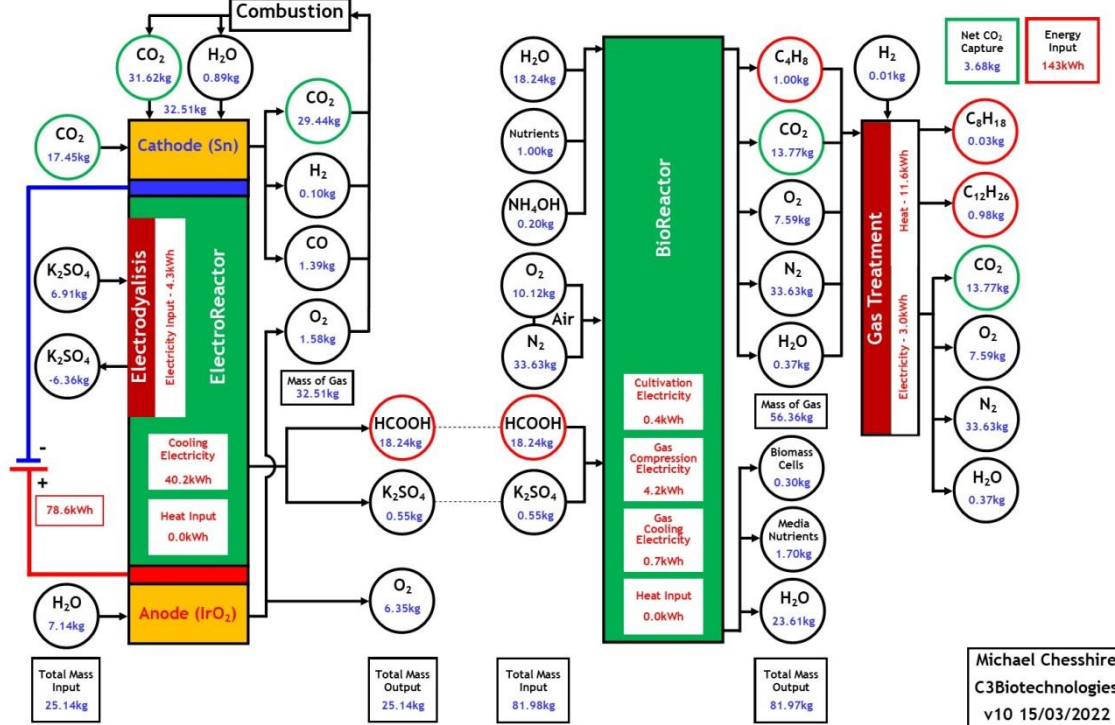 Combustion
CO₂
31.62kg
H₂O
0.89kg
32.51kg
CO₂
17.45kg
Cathode (Sn)
CO₂
29.44kg
H₂
0.10kg
CO
1.39kg
O₂
1.58kg
Mass of Gas
32.51kg
K₂SO₄
6.91kg
K₂SO₄
-6.36kg
Electrodyalisis
Electricity Input - 4.3kWh
ElectroReactor
Cooling
Electricity
40.2kWh
Heat Input
0.0kWh
-
+
78.6kWh
H₂O
7.14kg
Anode (IrO₂)
HCOOH
18.24kg
K₂SO₄
0.55kg
O₂
6.35kg
Total Mass
Input
25.14kg
Total Mass
Output
25.14kg
H₂O
18.24kg
Nutrients
1.00kg
NH₄OH
0.20kg
O₂
10.12kg
Air
N₂
33.63kg
HCOOH
18.24kg
K₂SO₄
0.55kg
BioReactor
Cultivation
Electricity
0.4kWh
Gas
Compression
Electricity
4.2kWh
Gas
Cooling
Electricity
0.7kWh
Heat Input
0.0kWh
Total Mass
Input
81.98kg
C₄H₈
1.00kg
CO₂
13.77kg
O₂
7.59kg
N₂
33.63kg
H₂O
0.37kg
Mass of Gas
56.36kg
Biomass
Cells
0.30kg
Media
Nutrients
1.70kg
H₂O
23.61kg
Total Mass
Output
81.97kg
H₂
0.01kg
Gas Treatment
Heat - 11.6kWh
Electricity - 3.0kWh
Net CO₂
Capture
3.68kg
Energy
Input
143kWh
C₈H₁₈
0.03kg
C₁₂H₂₆
0.98kg
CO₂
13.77kg
O₂
7.59kg
N₂
33.63kg
H₂O
0.37kg
Michael Chesshire
C3Biotechnologies
v10 15/03/2022